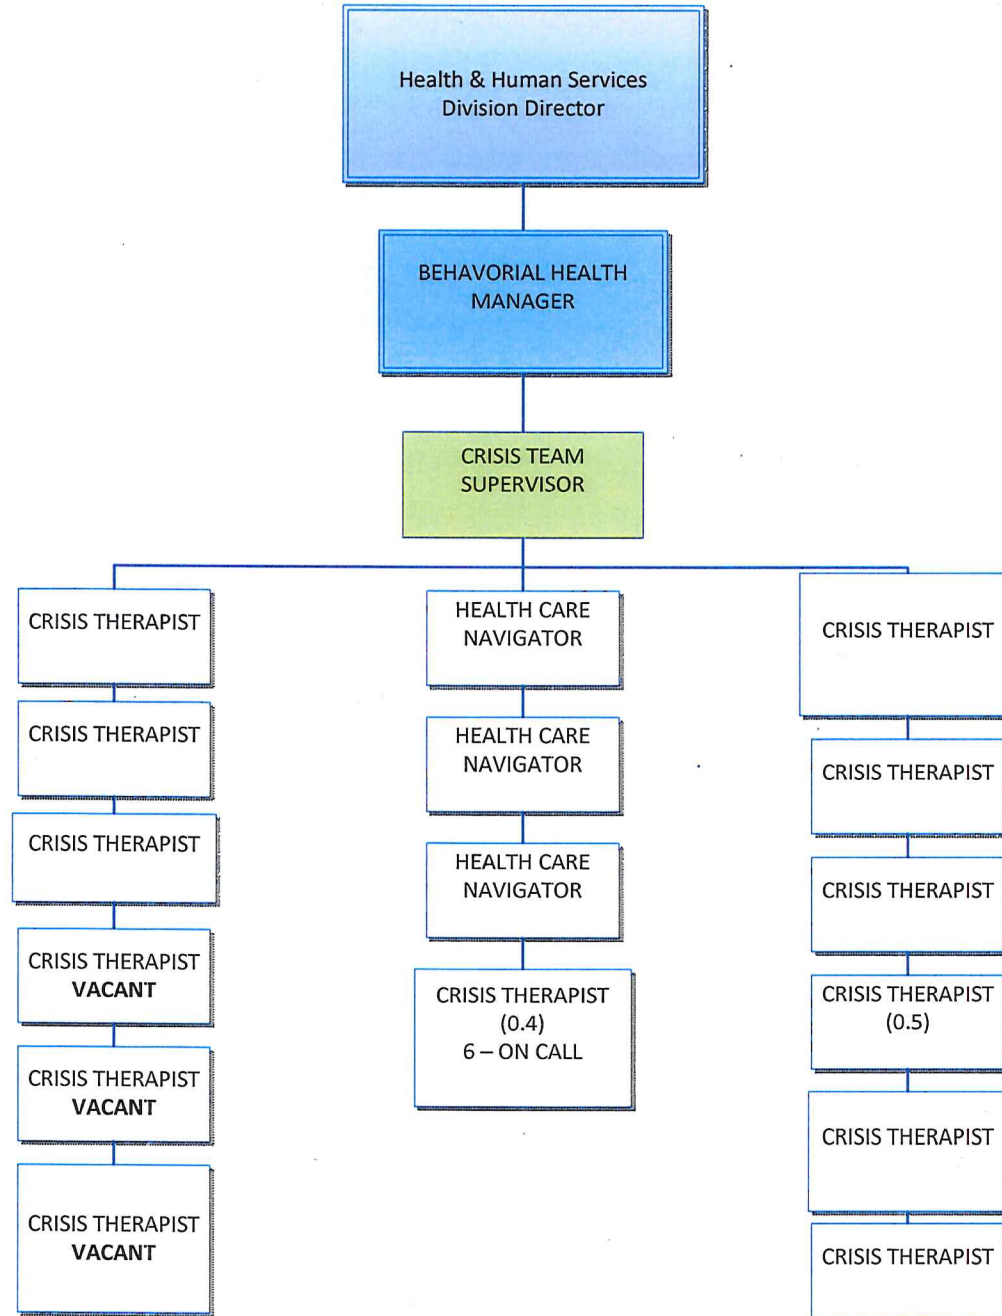 Health & Human Services
Division Director
BEHAVORIAL HEALTH
MANAGER
CRISIS TEAM
SUPERVISOR
CRISIS THERAPIST
CRISIS THERAPIST
CRISIS THERAPIST
CRISIS THERAPIST
VACANT
CRISIS THERAPIST
VACANT
CRISIS THERAPIST
VACANT
HEALTH CARE
NAVIGATOR
HEALTH CARE
NAVIGATOR
HEALTH CARE
NAVIGATOR
CRISIS THERAPIST
(0.4)
6 – ON CALL
CRISIS THERAPIST
CRISIS THERAPIST
CRISIS THERAPIST
CRISIS THERAPIST
(0.5)
CRISIS THERAPIST
CRISIS THERAPIST